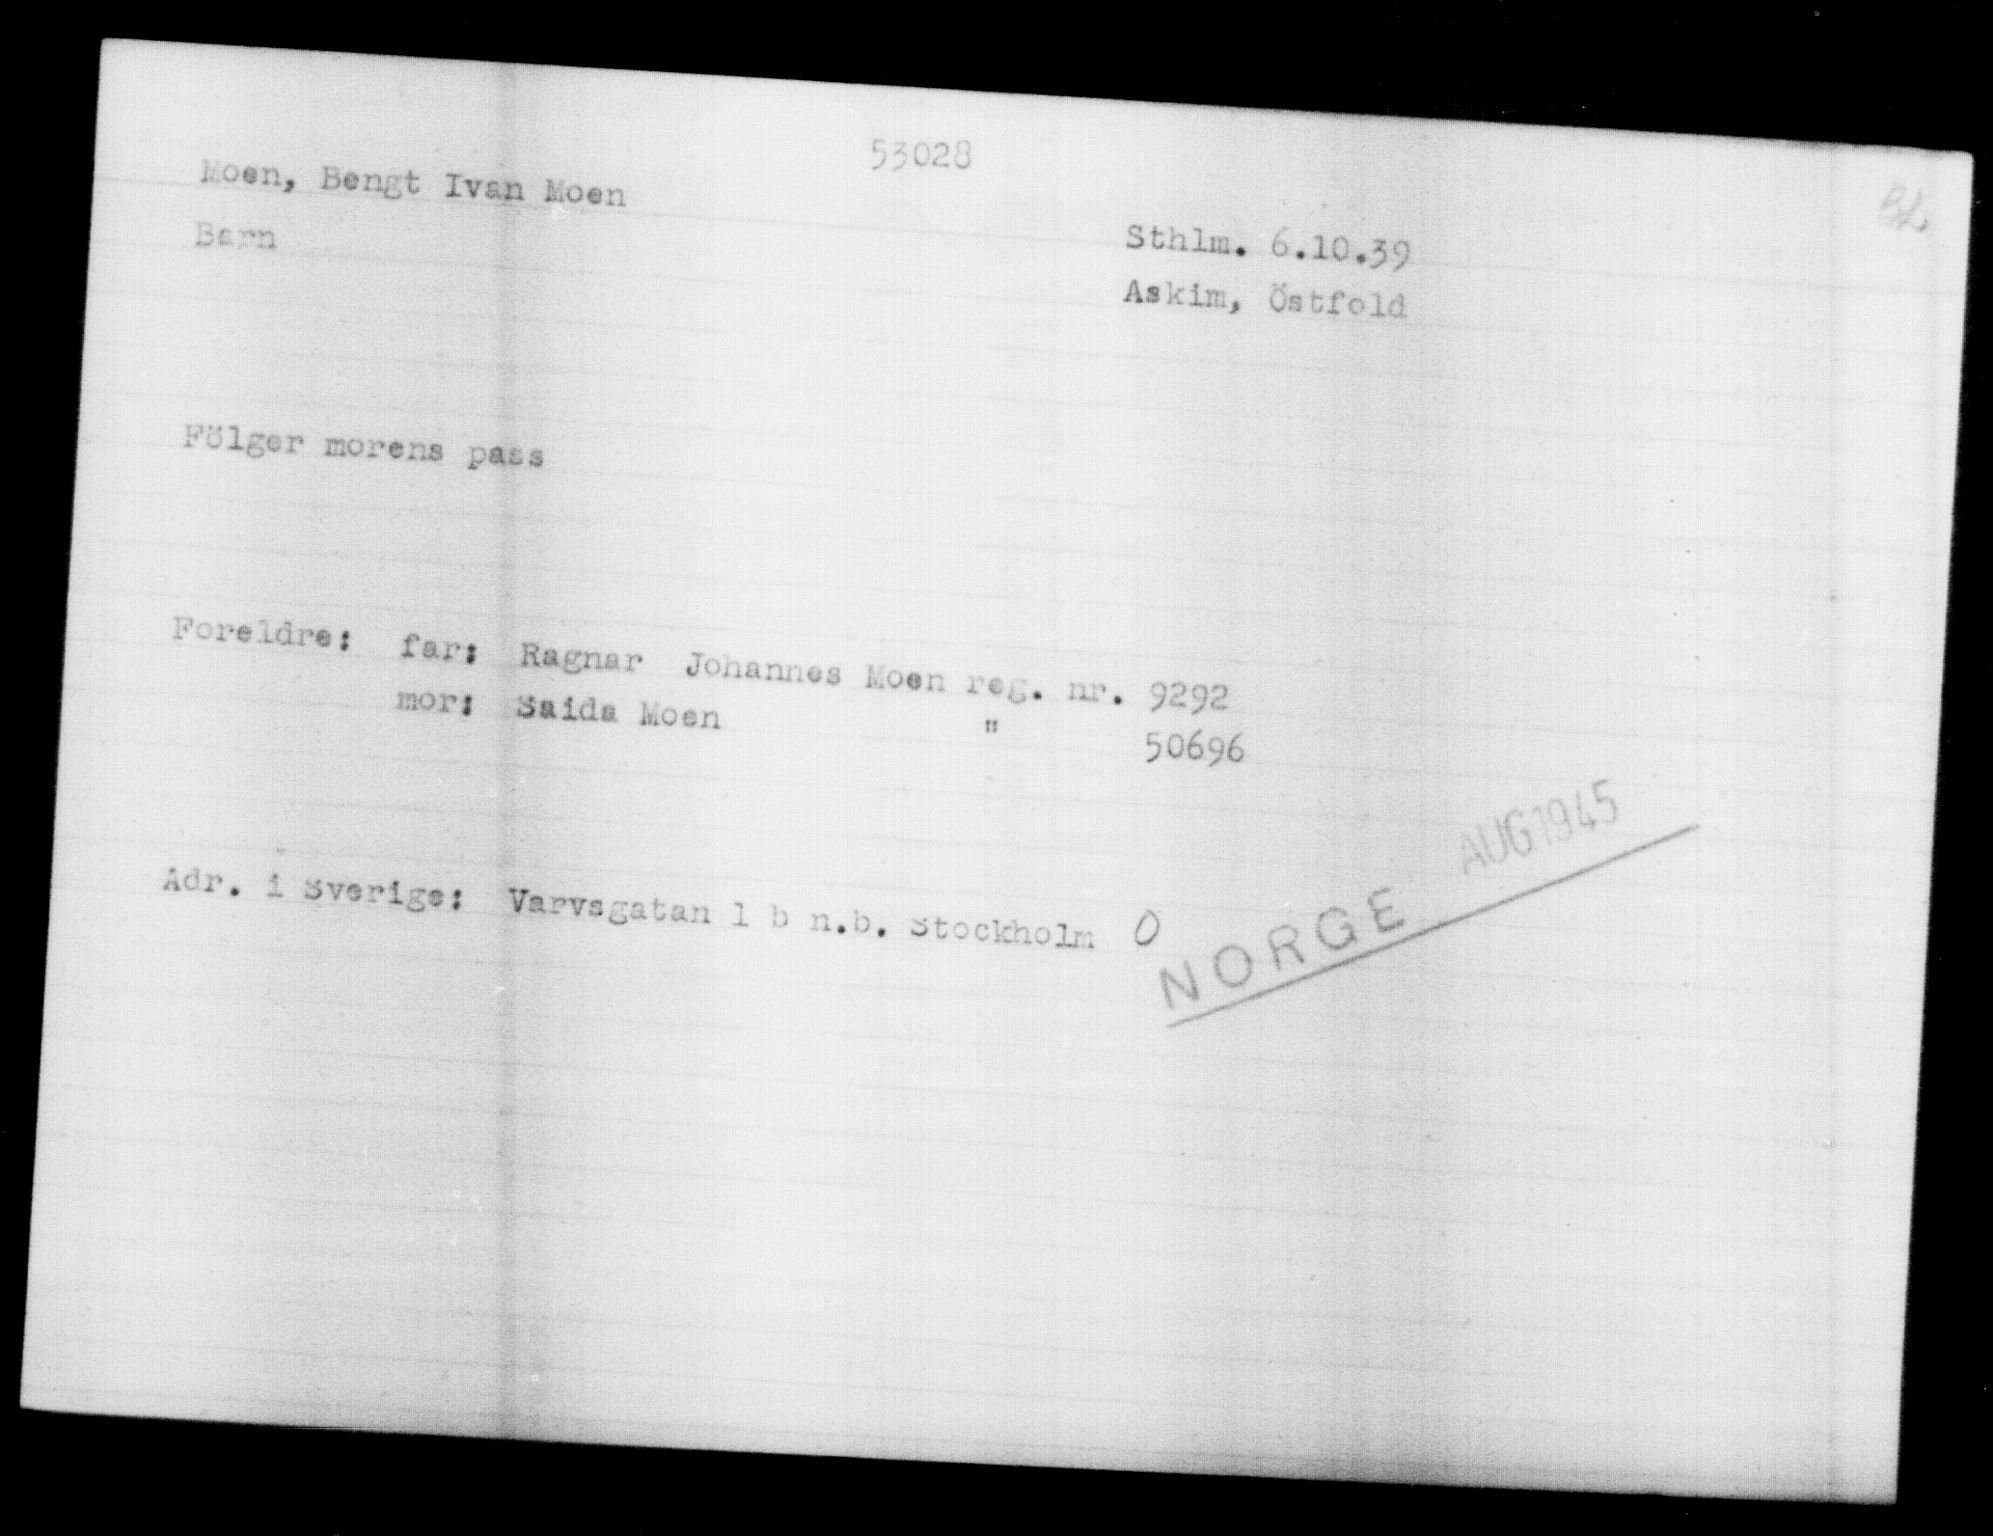 53028
Moen, Bengt Ivan Moen
Barn
Sthlm. 6.10.39
Askim, Östfold
Fölger morens pass
Foreldre: far: Ragnar Johannes Moen reg. nr. 9292
mor: Saida Moen " 50696
Adr. i Sverige: Varvsgatan 1 b n.b. Stockholm O
NORGE AUG 1945